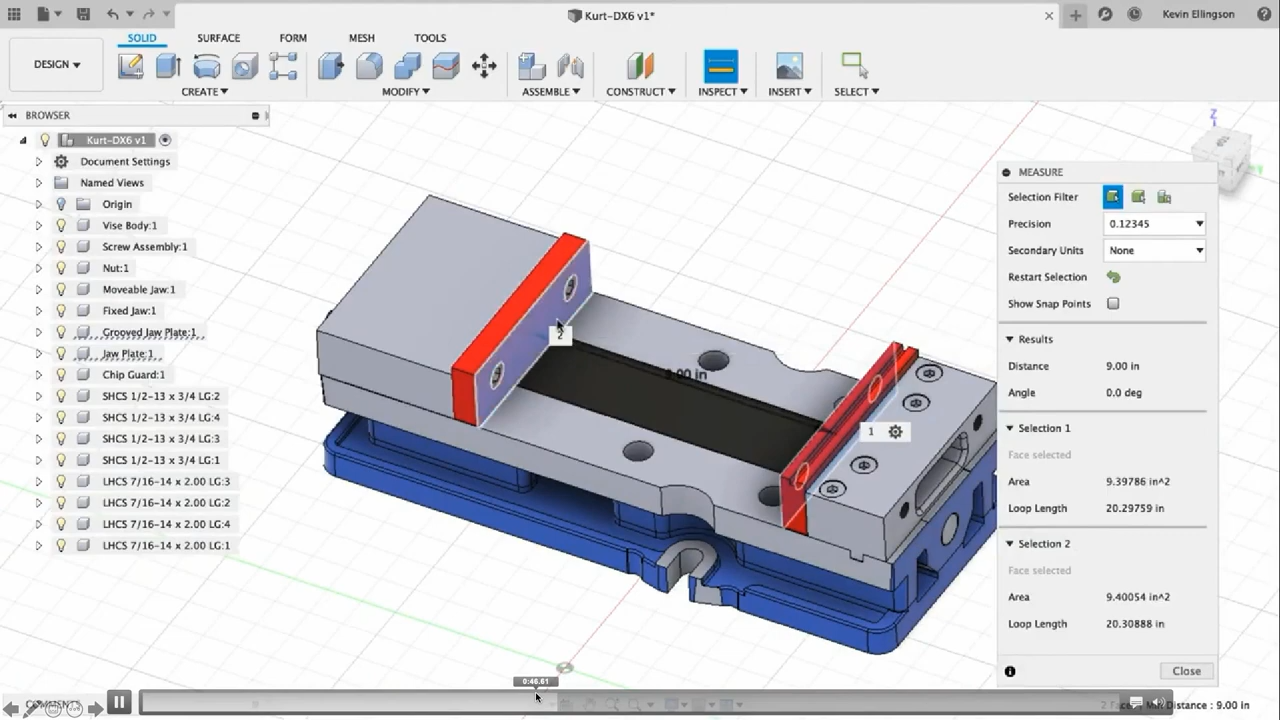 Kurt-DX6 v1*
Kevin Ellingson
DESIGN
SOLID
SURFACE
FORM
MESH
TOOLS
CREATE
MODIFY
ASSEMBLE
CONSTRUCT
INSPECT
INSERT
SELECT
BROWSER
Kurt-DX6 v1
Document Settings
Named Views
Origin
Vise Body:1
Screw Assembly:1
Nut:1
Moveable Jaw:1
Fixed Jaw:1
Grooved Jaw Plate:1
Jaw Plate:1
Chip Guard:1
SHCS 1/2-13 x 3/4 LG:2
SHCS 1/2-13 x 3/4 LG:4
SHCS 1/2-13 x 3/4 LG:3
SHCS 1/2-13 x 3/4 LG:1
LHCS 7/16-14 x 2.00 LG:3
LHCS 7/16-14 x 2.00 LG:2
LHCS 7/16-14 x 2.00 LG:4
LHCS 7/16-14 x 2.00 LG:1
2
9.00 in
1
Z
MEASURE
Selection Filter
Precision 0.12345
Secondary Units None
Restart Selection
Show Snap Points
Results
Distance 9.00 in
Angle 0.0 deg
Selection 1
Face selected
Area 9.39786 in^2
Loop Length 20.29759 in
Selection 2
Face selected
Area 9.40054 in^2
Loop Length 20.30888 in
Close
0:46.61
Distance : 9.00 in